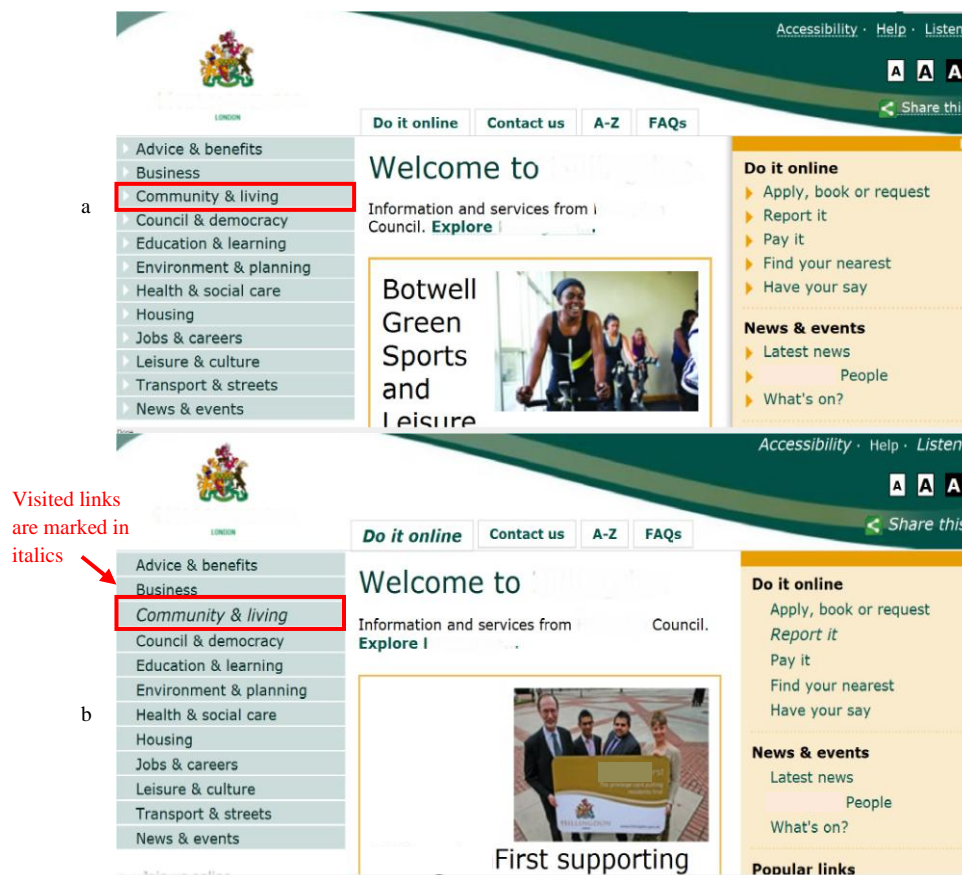 Accessibility · Help · Listen
A A A
Share this
LONDON
Do it online Contact us A-Z FAQs
Advice & benefits
Business
Community & living
Council & democracy
Education & learning
Environment & planning
Health & social care
Housing
Jobs & careers
Leisure & culture
Transport & streets
News & events
a
Welcome to
Information and services from
Council. Explore
Botwell
Green
Sports
and
Leisure
Do it online
Apply, book or request
Report it
Pay it
Find your nearest
Have your say
News & events
Latest news
People
What's on?
Accessibility · Help · Listen
A A A
Share this
LONDON
Visited links
are marked in
italics
Do it online Contact us A-Z FAQs
Advice & benefits
Business
Community & living
Council & democracy
Education & learning
Environment & planning
Health & social care
Housing
Jobs & careers
Leisure & culture
Transport & streets
News & events
b
Welcome to
Information and services from Council.
Explore
HILLINGDON
First supporting
Do it online
Apply, book or request
Report it
Pay it
Find your nearest
Have your say
News & events
Latest news
People
What's on?
Popular links